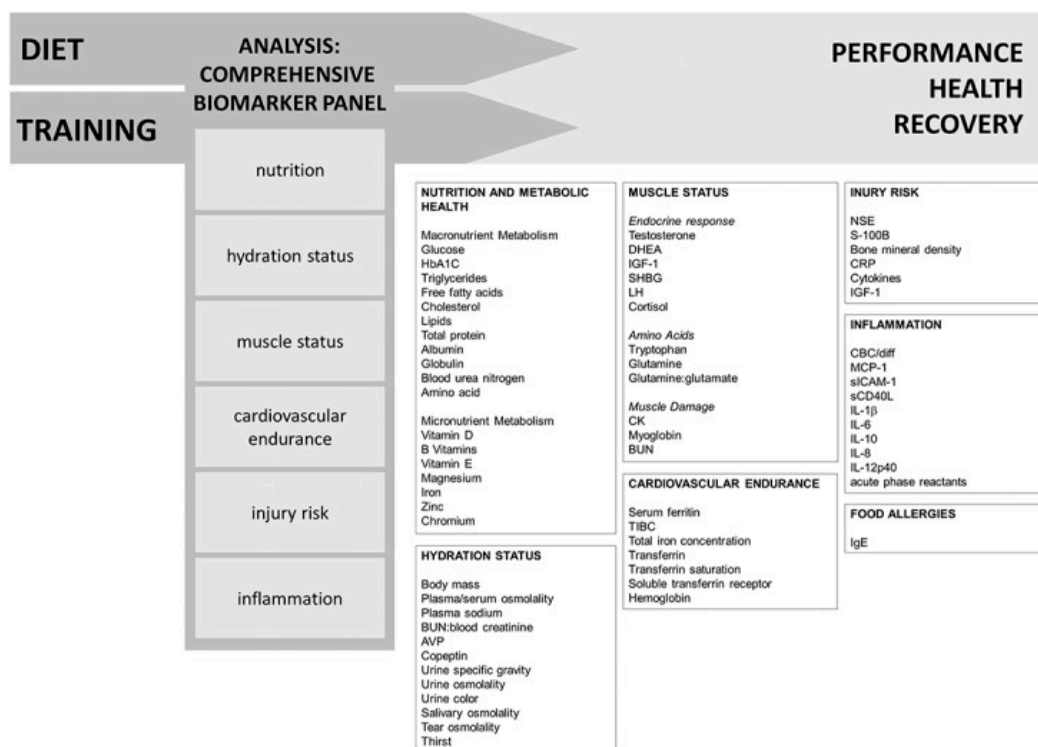 DIET
TRAINING
ANALYSIS:
COMPREHENSIVE
BIOMARKER PANEL
PERFORMANCE
HEALTH
RECOVERY
nutrition
hydration status
muscle status
cardiovascular
endurance
injury risk
inflammation
NUTRITION AND METABOLIC
HEALTH
Macronutrient Metabolism
Glucose
HbA1C
Triglycerides
Free fatty acids
Cholesterol
Lipids
Total protein
Albumin
Globulin
Blood urea nitrogen
Amino acid
Micronutrient Metabolism
Vitamin D
B Vitamins
Vitamin E
Magnesium
Iron
Zinc
Chromium
HYDRATION STATUS
Body mass
Plasma/serum osmolality
Plasma sodium
BUN:blood creatinine
AVP
Copeptin
Urine specific gravity
Urine osmolality
Urine color
Salivary osmolality
Tear osmolality
Thirst
MUSCLE STATUS
Endocrine response
Testosterone
DHEA
IGF-1
SHBG
LH
Cortisol
Amino Acids
Tryptophan
Glutamine
Glutamine:glutamate
Muscle Damage
CK
Myoglobin
BUN
CARDIOVASCULAR ENDURANCE
Serum ferritin
TIBC
Total iron concentration
Transferrin
Transferrin saturation
Soluble transferrin receptor
Hemoglobin
INURY RISK
NSE
S-100B
Bone mineral density
CRP
Cytokines
IGF-1
INFLAMMATION
CBC/diff
MCP-1
sICAM-1
sCD40L
IL-1β
IL-6
IL-10
IL-8
IL-12p40
acute phase reactants
FOOD ALLERGIES
IgE